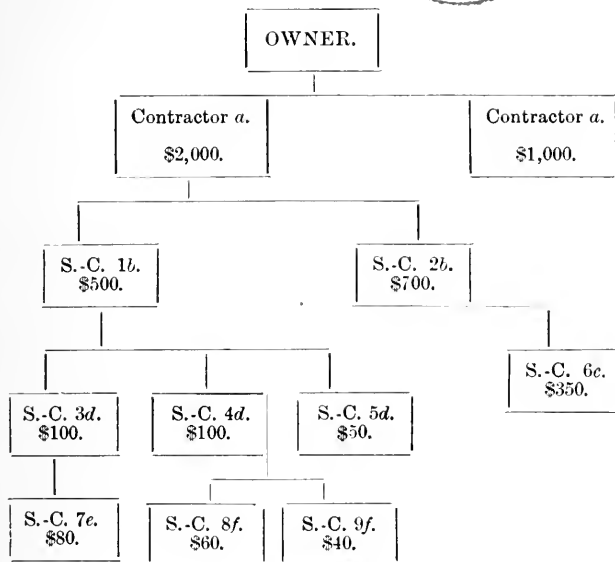 OWNER.
Contractor a.
$2,000.
Contractor a.
$1,000.
S.-C. 1b.
$500.
S.-C. 2b.
$700.
S.-C. 6c.
$350.
S.-C. 3d.
$100.
S.-C. 4d.
$100.
S.-C. 5d.
$50.
S.-C. 7e.
$80.
S.-C. 8f.
$60.
S.-C. 9f.
$40.